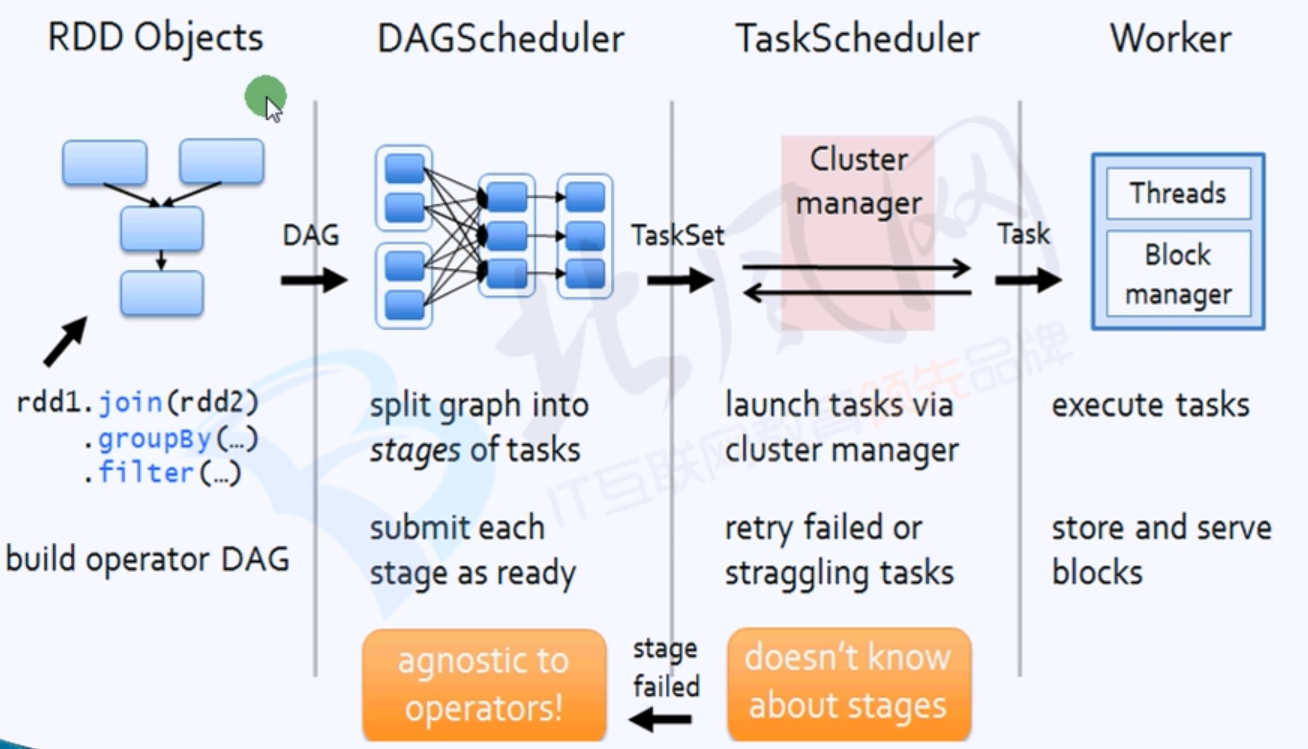 RDD Objects
DAGScheduler
TaskScheduler
Worker
DAG
TaskSet
Cluster
manager
Task
Threads
Block
manager
rdd1.join(rdd2)
.groupBy(…)
.filter(…)
build operator DAG
split graph into
stages of tasks
submit each
stage as ready
launch tasks via
cluster manager
retry failed or
straggling tasks
execute tasks
store and serve
blocks
agnostic to
operators!
stage
failed
doesn't know
about stages
北风网
IT互联网教育领先品牌